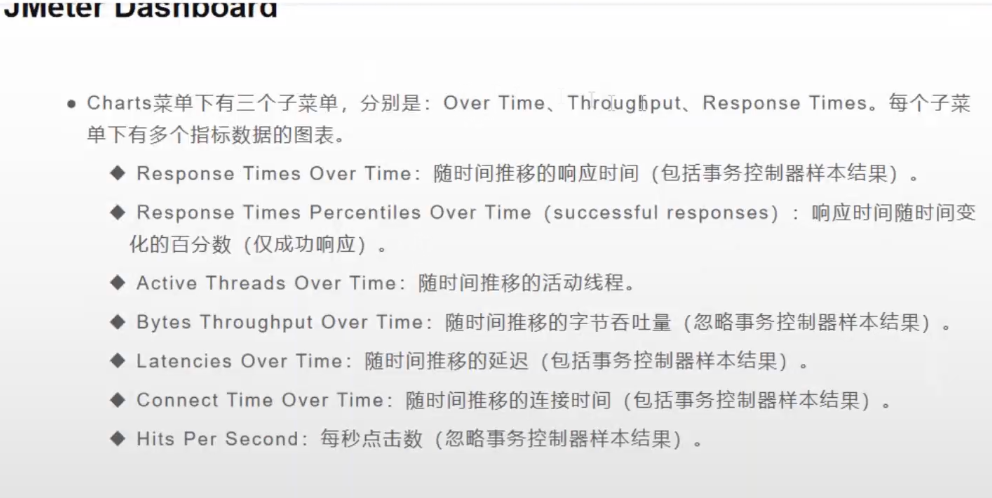 JMeter Dashboard
● Charts菜单下有三个子菜单，分别是：Over Time、Throughput、Response Times。每个子菜
单下有多个指标数据的图表。
◆ Response Times Over Time：随时间推移的响应时间（包括事务控制器样本结果）。
◆ Response Times Percentiles Over Time（successful responses）：响应时间随时间变
化的百分数（仅成功响应）。
◆ Active Threads Over Time：随时间推移的活动线程。
◆ Bytes Throughput Over Time：随时间推移的字节吞吐量（忽略事务控制器样本结果）。
◆ Latencies Over Time：随时间推移的延迟（包括事务控制器样本结果）。
◆ Connect Time Over Time：随时间推移的连接时间（包括事务控制器样本结果）。
◆ Hits Per Second：每秒点击数（忽略事务控制器样本结果）。